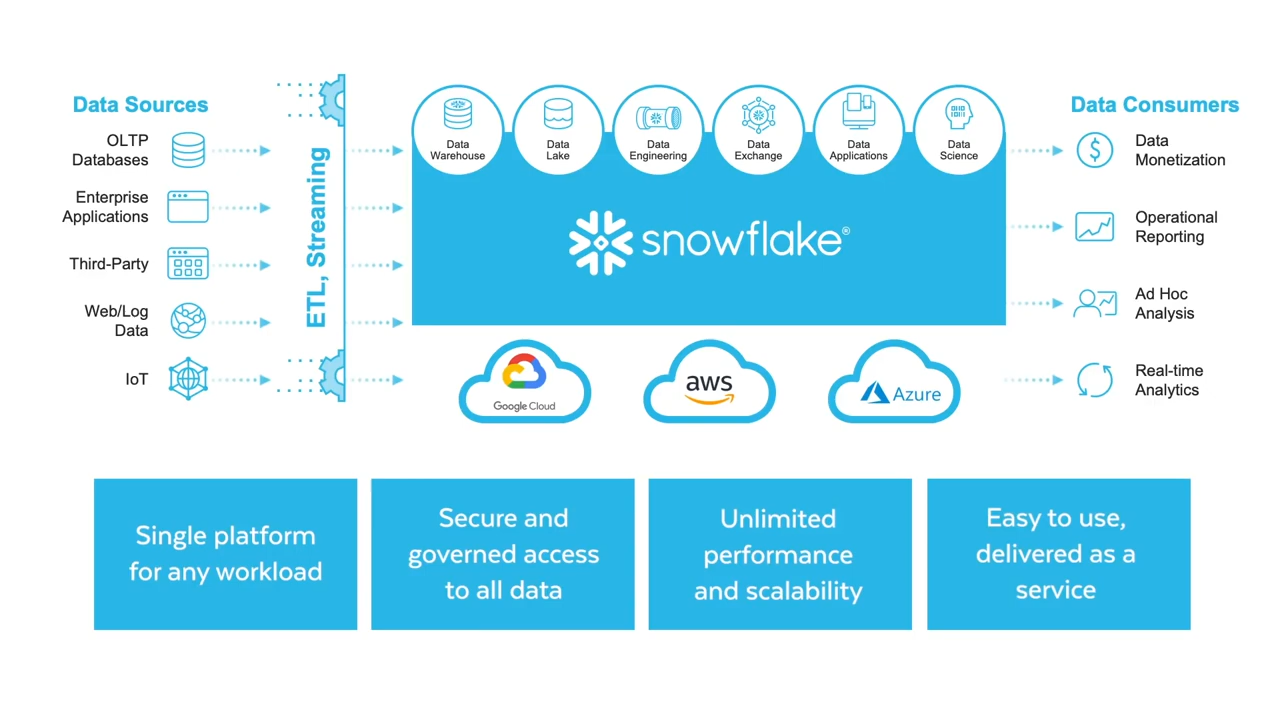 Data Sources
OLTP
Databases
Enterprise
Applications
Third-Party
Web/Log
Data
IoT
ETL, Streaming
Data
Warehouse
Data
Lake
Data
Engineering
Data
Exchange
Data
Applications
Data
Science
snowflake®
Google Cloud
aws
Azure
Data Consumers
Data
Monetization
Operational
Reporting
Ad Hoc
Analysis
Real-time
Analytics
Single platform
for any workload
Secure and
governed access
to all data
Unlimited
performance
and scalability
Easy to use,
delivered as a
service